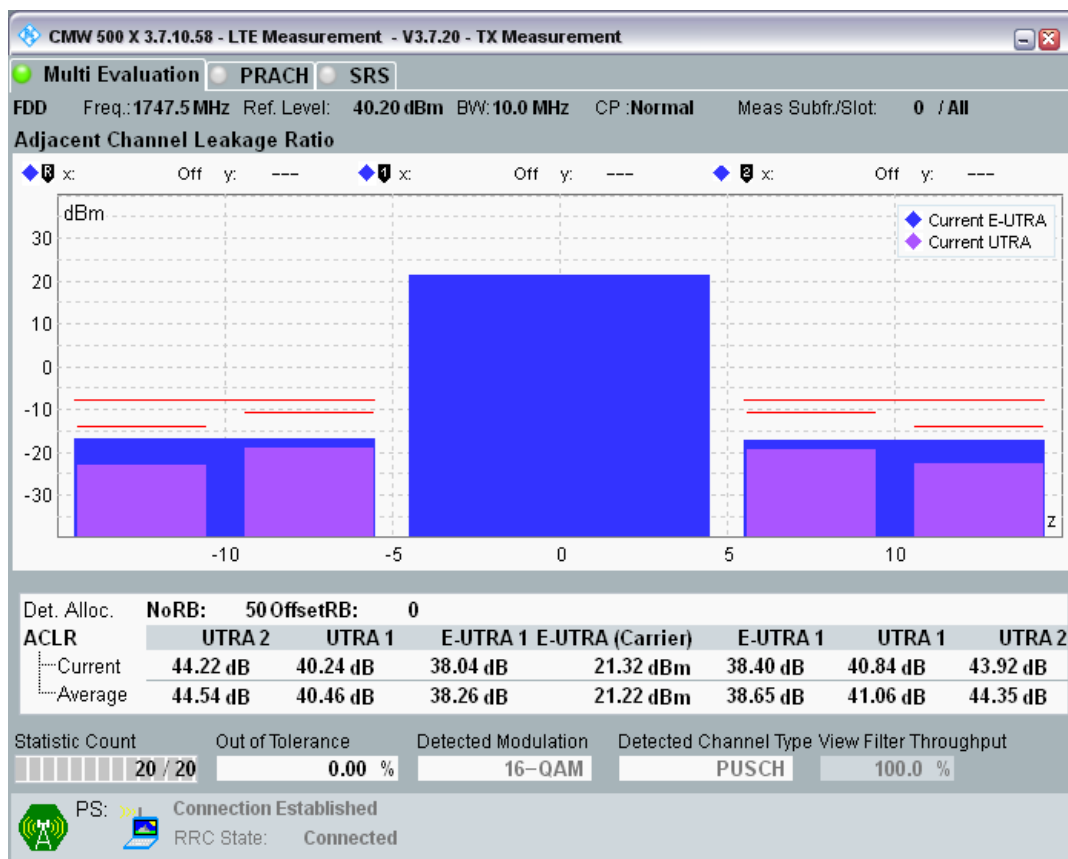 CMW 500 X 3.7.10.58 - LTE Measurement - V3.7.20 - TX Measurement
Multi Evaluation PRACH SRS
FDD Freq.: 1747.5 MHz Ref. Level: 40.20 dBm BW: 10.0 MHz CP :Normal Meas Subfr./Slot: 0 / All
Adjacent Channel Leakage Ratio
R x: Off y: --- 1 x: Off y: --- 2 x: Off y: ---
dBm
Current E-UTRA
Current UTRA
30
20
10
0
-10
-20
-30
z
-10 -5 0 5 10
Det. Alloc. NoRB: 50 OffsetRB: 0
ACLR UTRA 2 UTRA 1 E-UTRA 1 E-UTRA (Carrier) E-UTRA 1 UTRA 1 UTRA 2
Current 44.22 dB 40.24 dB 38.04 dB 21.32 dBm 38.40 dB 40.84 dB 43.92 dB
Average 44.54 dB 40.46 dB 38.26 dB 21.22 dBm 38.65 dB 41.06 dB 44.35 dB
Statistic Count Out of Tolerance Detected Modulation Detected Channel Type View Filter Throughput
20 / 20 0.00 % 16-QAM PUSCH 100.0 %
PS: Connection Established
RRC State: Connected